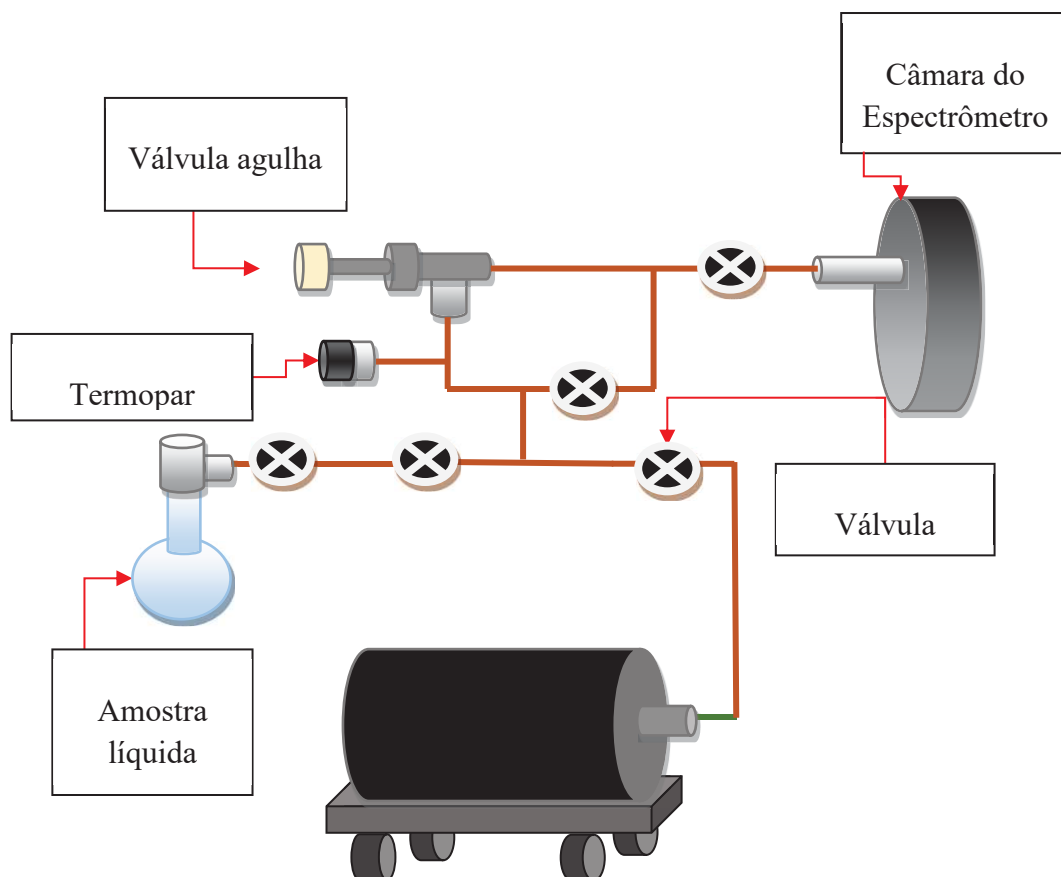 Câmara do
Espectrômetro
Válvula agulha
Termopar
Válvula
Amostra
líquida